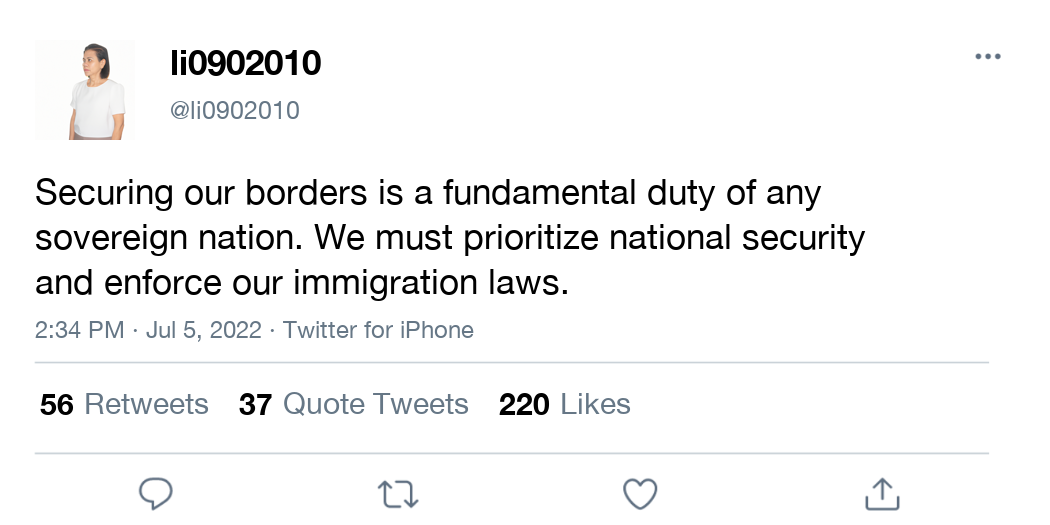 li0902010
@li0902010
Securing our borders is a fundamental duty of any
sovereign nation. We must prioritize national security
and enforce our immigration laws.
2:34 PM · Jul 5, 2022 · Twitter for iPhone
56 Retweets 37 Quote Tweets 220 Likes